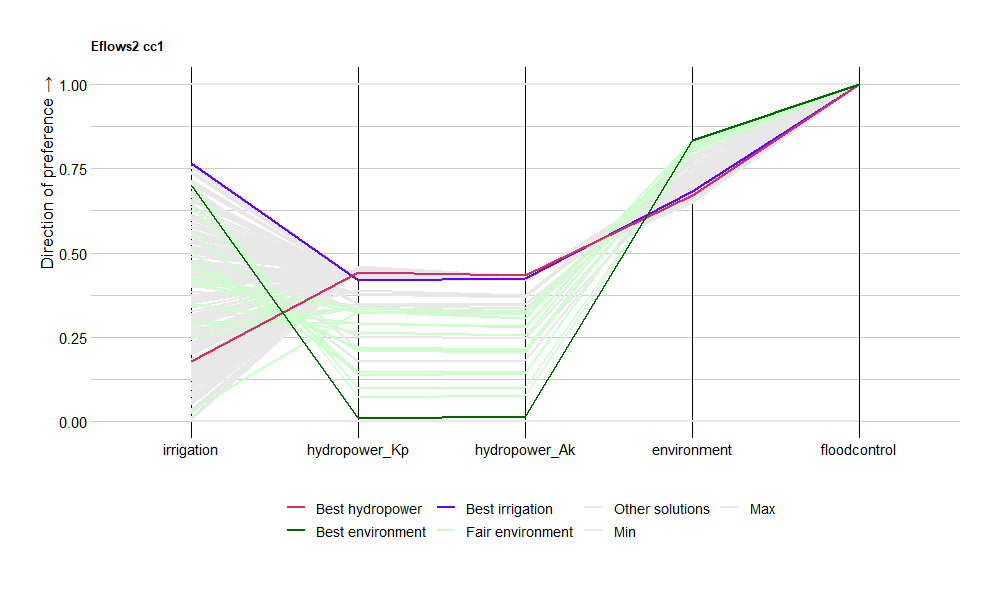 Eflows2 cc1
Direction of preference →
1.00
0.75
0.50
0.25
0.00
irrigation hydropower_Kp hydropower_Ak environment floodcontrol
Best hydropower Best irrigation Other solutions Max
Best environment Fair environment Min